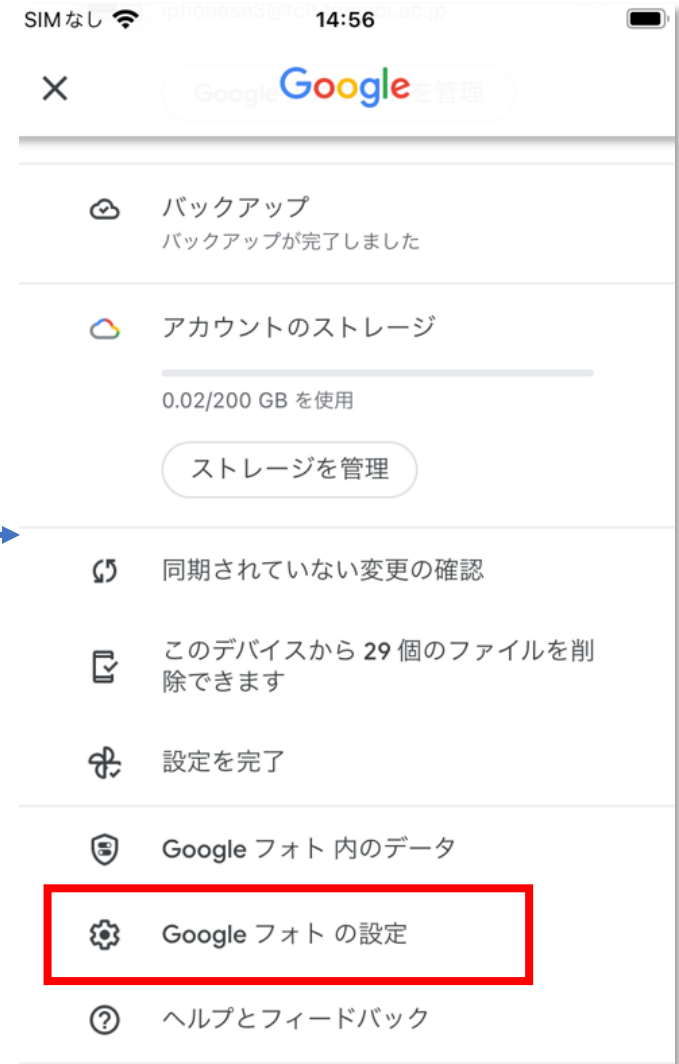 SIMなし 14:56
Google
バックアップ
バックアップが完了しました
アカウントのストレージ
0.02/200 GB を使用
ストレージを管理
同期されていない変更の確認
このデバイスから 29 個のファイルを削
除できます
設定を完了
Google フォト 内のデータ
Google フォト の設定
ヘルプとフィードバック